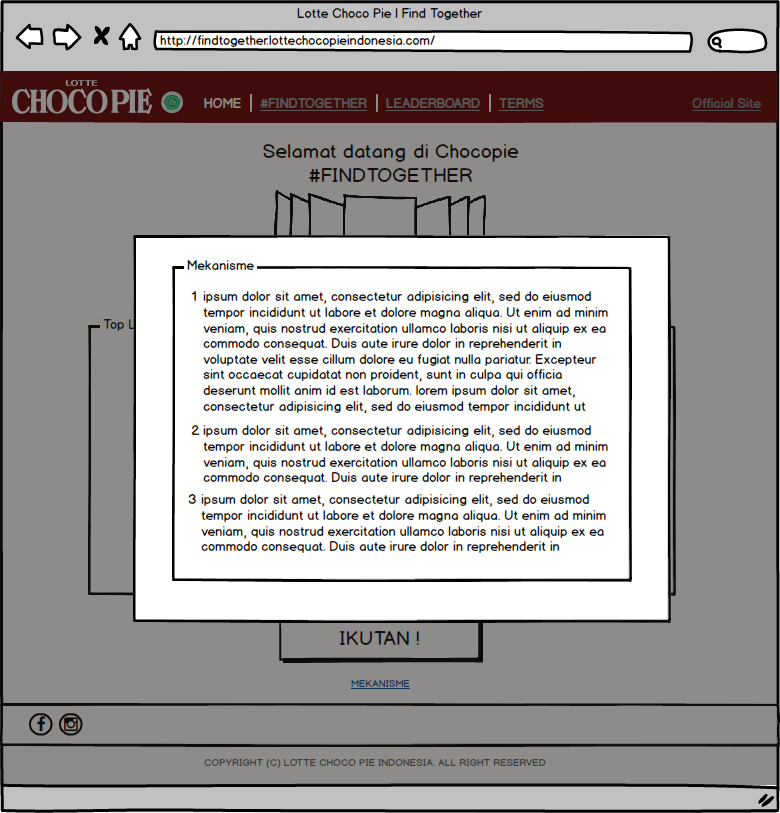 Lotte Choco Pie | Find Together
http://findtogether.lottechocopieindonesia.com/
LOTTE
CHOCO PIE
HOME | #FINDTOGETHER | LEADERBOARD | TERMS
Official Site
Selamat datang di Chocopie
#FINDTOGETHER
Top L
Mekanisme
1 ipsum dolor sit amet, consectetur adipisicing elit, sed do eiusmod
tempor incididunt ut labore et dolore magna aliqua. Ut enim ad minim
veniam, quis nostrud exercitation ullamco laboris nisi ut aliquip ex ea
commodo consequat. Duis aute irure dolor in reprehenderit in
voluptate velit esse cillum dolore eu fugiat nulla pariatur. Excepteur
sint occaecat cupidatat non proident, sunt in culpa qui officia
deserunt mollit anim id est laborum. lorem ipsum dolor sit amet,
consectetur adipisicing elit, sed do eiusmod tempor incididunt ut
2 ipsum dolor sit amet, consectetur adipisicing elit, sed do eiusmod
tempor incididunt ut labore et dolore magna aliqua. Ut enim ad minim
veniam, quis nostrud exercitation ullamco laboris nisi ut aliquip ex ea
commodo consequat. Duis aute irure dolor in reprehenderit in
3 ipsum dolor sit amet, consectetur adipisicing elit, sed do eiusmod
tempor incididunt ut labore et dolore magna aliqua. Ut enim ad minim
veniam, quis nostrud exercitation ullamco laboris nisi ut aliquip ex ea
commodo consequat. Duis aute irure dolor in reprehenderit in
IKUTAN !
MEKANISME
COPYRIGHT (C) LOTTE CHOCO PIE INDONESIA. ALL RIGHT RESERVED